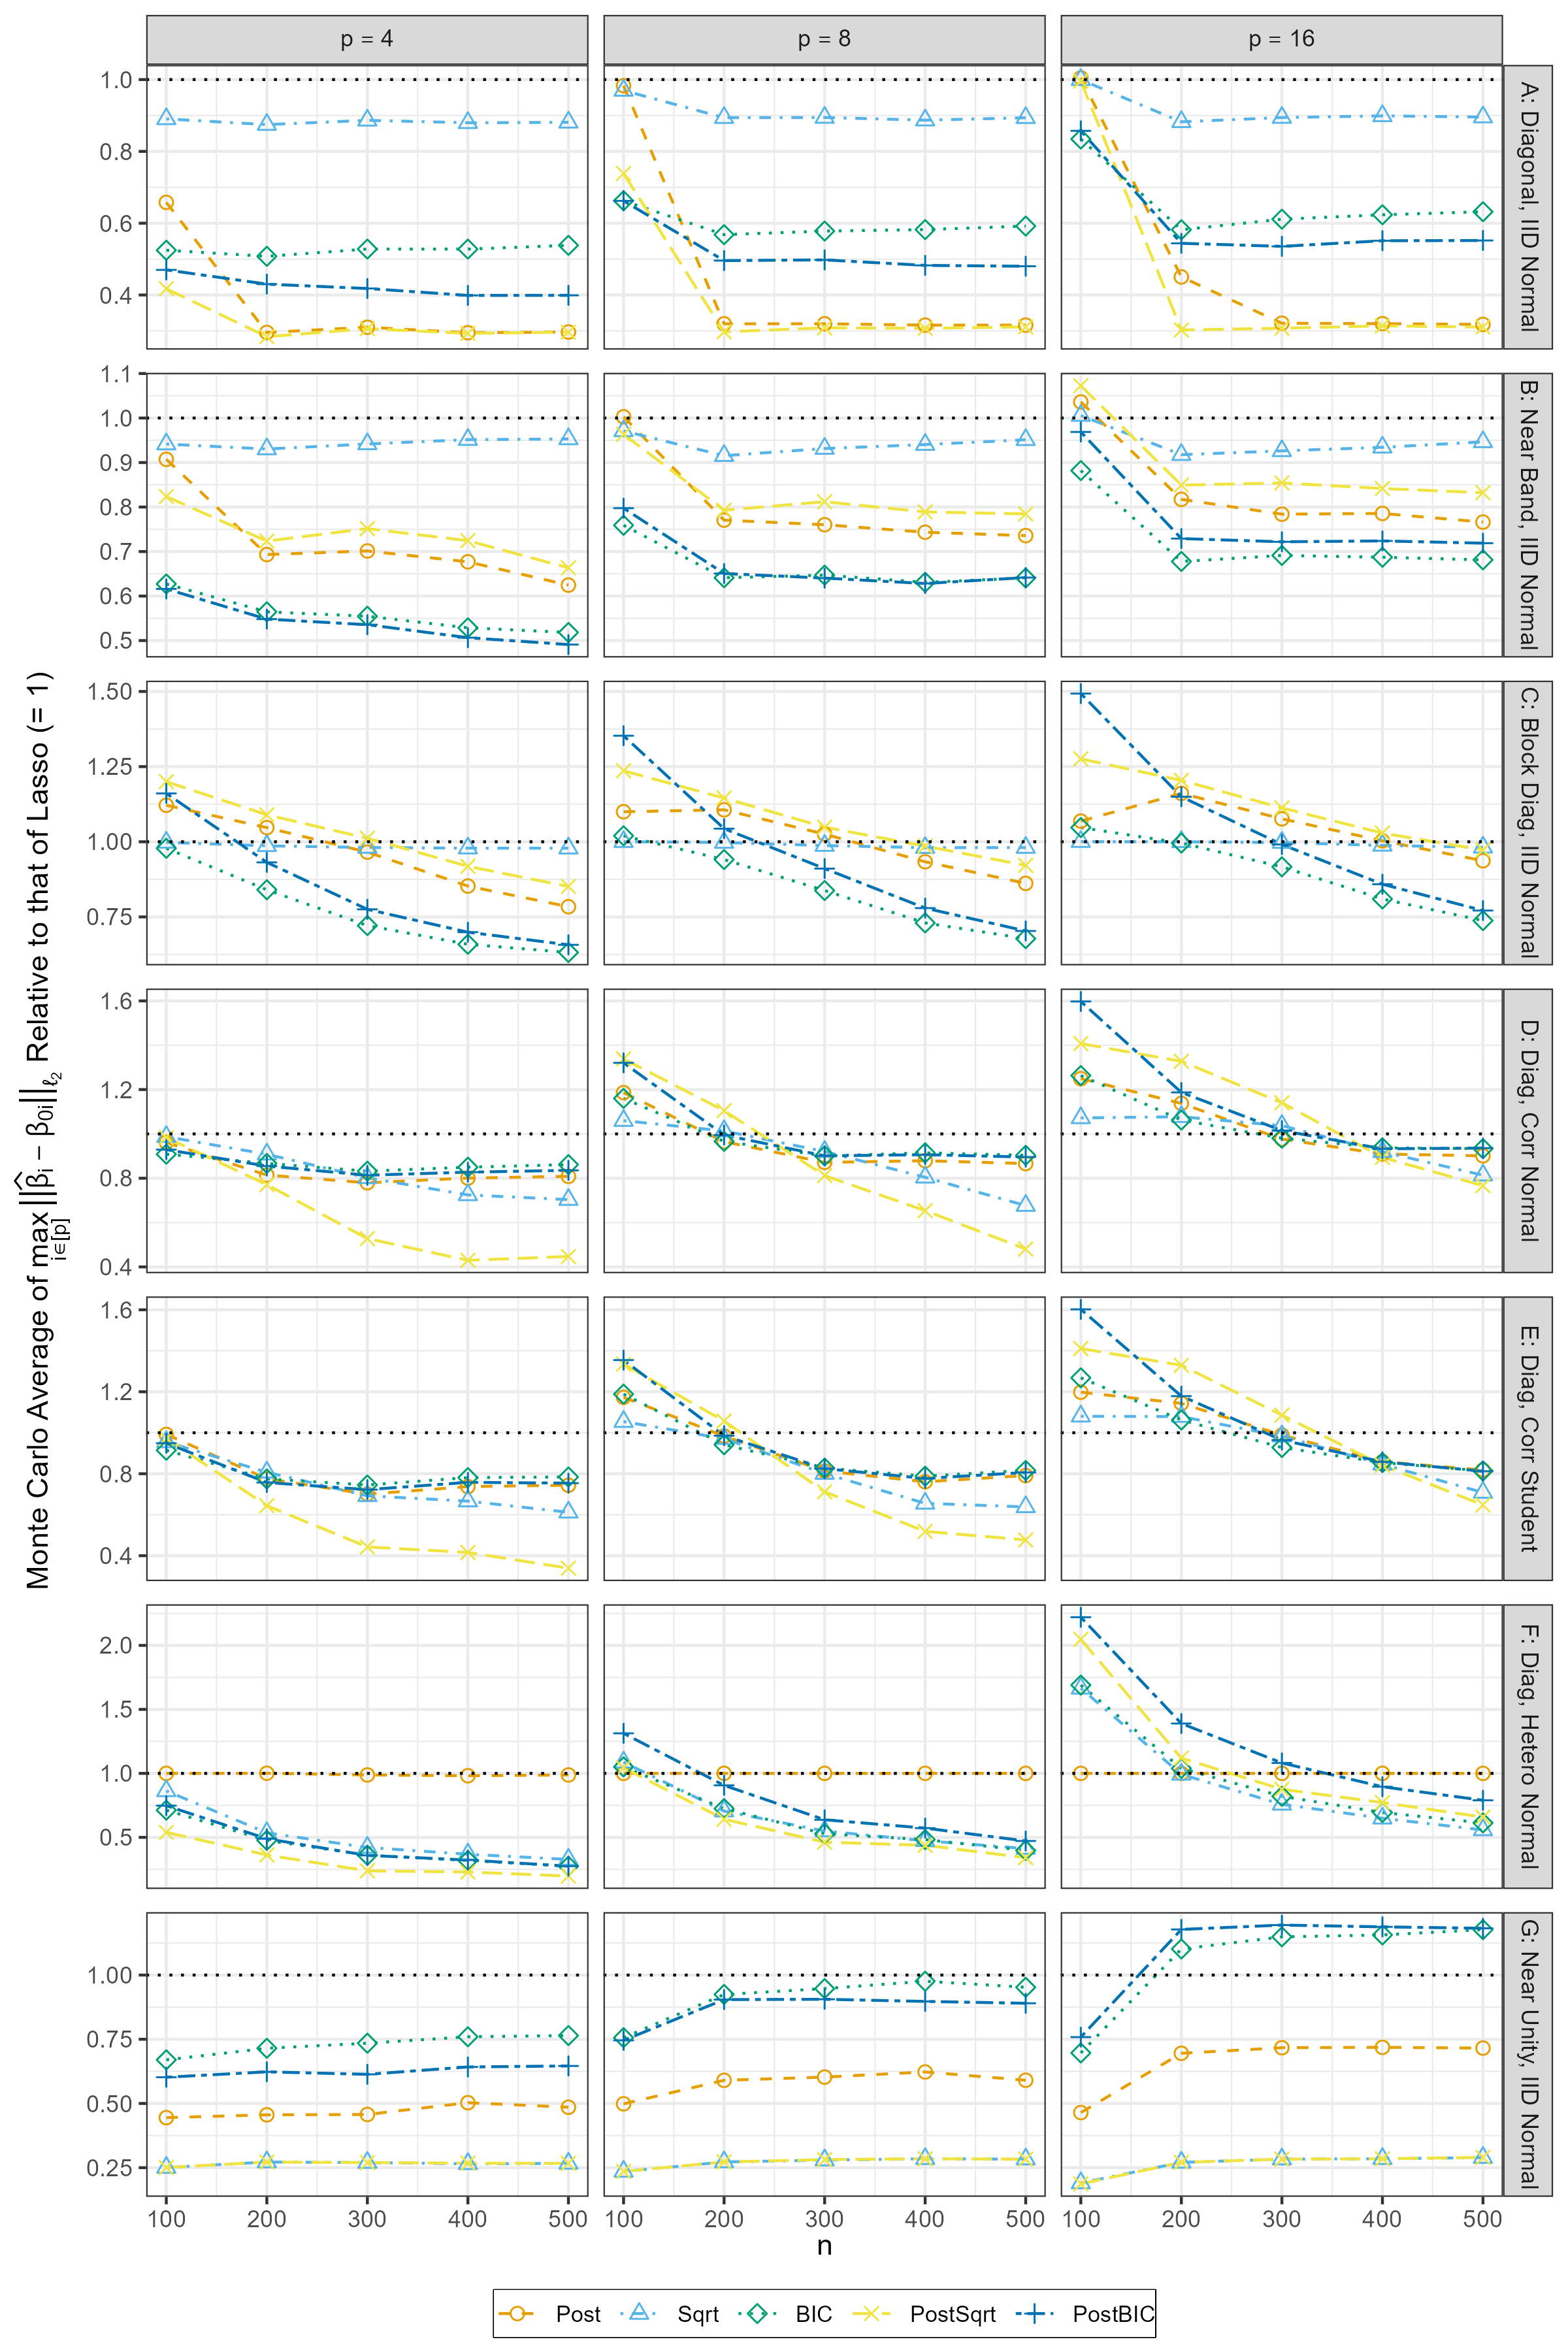 p = 4
p = 8
p = 16
1.0
0.8
0.6
0.4
A: Diagonal, IID Normal
1.1
1.0
0.9
0.8
0.7
0.6
0.5
B: Near Band, IID Normal
1.50
1.25
1.00
0.75
C: Block Diag, IID Normal
1.6
1.2
0.8
0.4
D: Diag, Corr Normal
1.6
1.2
0.8
0.4
E: Diag, Corr Student
2.0
1.5
1.0
0.5
F: Diag, Hetero Normal
1.00
0.75
0.50
0.25
G: Near Unity, IID Normal
Monte Carlo Average of max i∈[p] ||β̂i − β0i||ℓ2 Relative to that of Lasso (= 1)
100 200 300 400 500
100 200 300 400 500
100 200 300 400 500
n
Post Sqrt BIC PostSqrt PostBIC